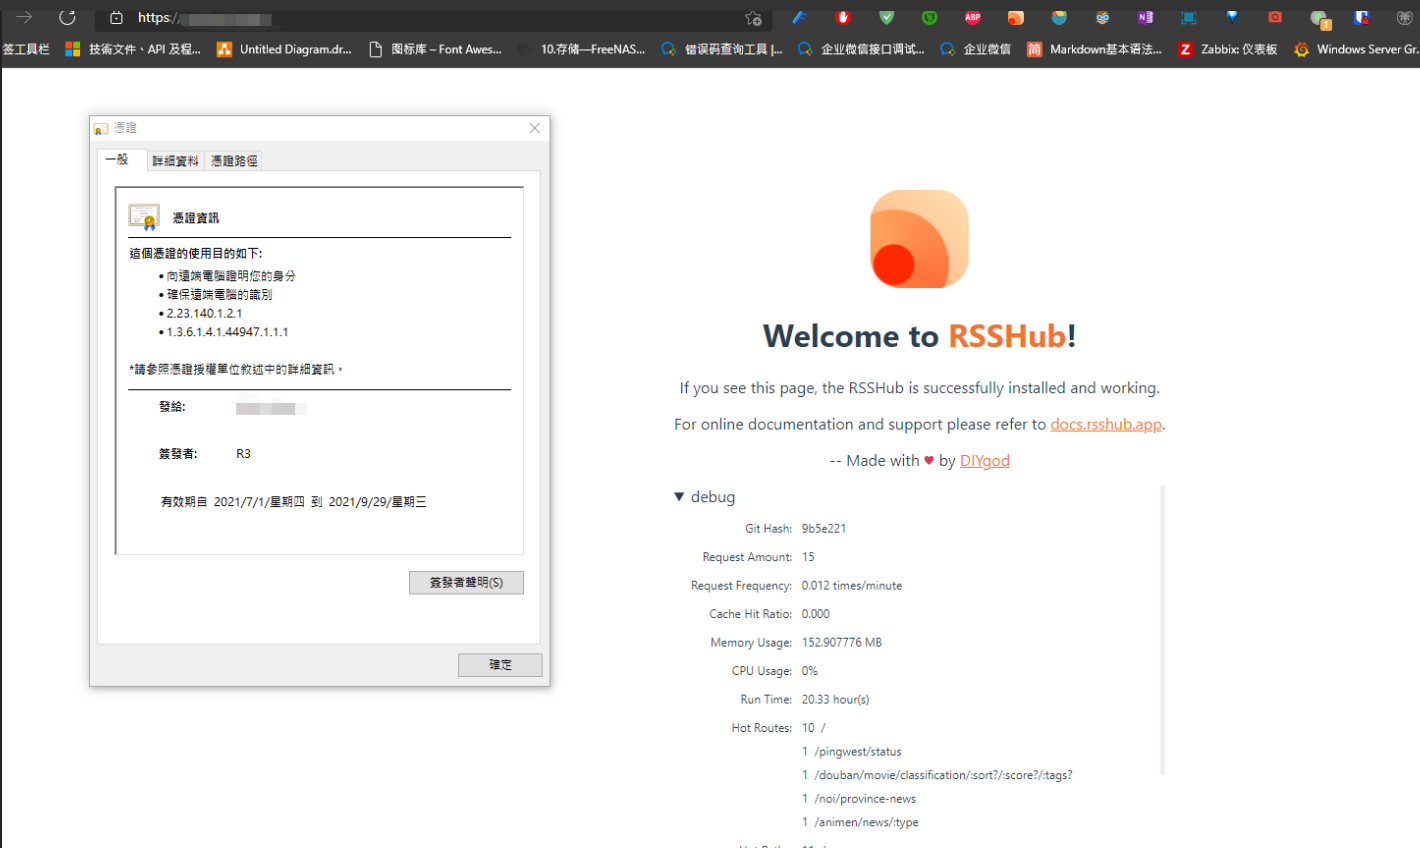 https://
签工具栏 技術文件、API 及程... Untitled Diagram.dr... 图标库 – Font Awes... 10.存储—FreeNAS... 错误码查询工具 |... 企业微信接口调试... 企业微信 Markdown基本语法... Zabbix: 仪表板 Windows Server Gr...
憑證
一般 詳細資料 憑證路徑
憑證資訊
這個憑證的使用目的如下:
• 向遠端電腦證明您的身分
• 確保遠端電腦的識別
• 2.23.140.1.2.1
• 1.3.6.1.4.1.44947.1.1.1
*請參照憑證授權單位敘述中的詳細資訊。
發給:
簽發者: R3
有效期自 2021/7/1/星期四 到 2021/9/29/星期三
簽發者聲明(S)
確定
Welcome to RSSHub!
If you see this page, the RSSHub is successfully installed and working.
For online documentation and support please refer to docs.rsshub.app.
-- Made with ♥ by DIYgod
▼ debug
Git Hash: 9b5e221
Request Amount: 15
Request Frequency: 0.012 times/minute
Cache Hit Ratio: 0.000
Memory Usage: 152.907776 MB
CPU Usage: 0%
Run Time: 20.33 hour(s)
Hot Routes: 10 /
1 /pingwest/status
1 /douban/movie/classification/:sort?/:score?/:tags?
1 /noi/province-news
1 /animen/news/:type